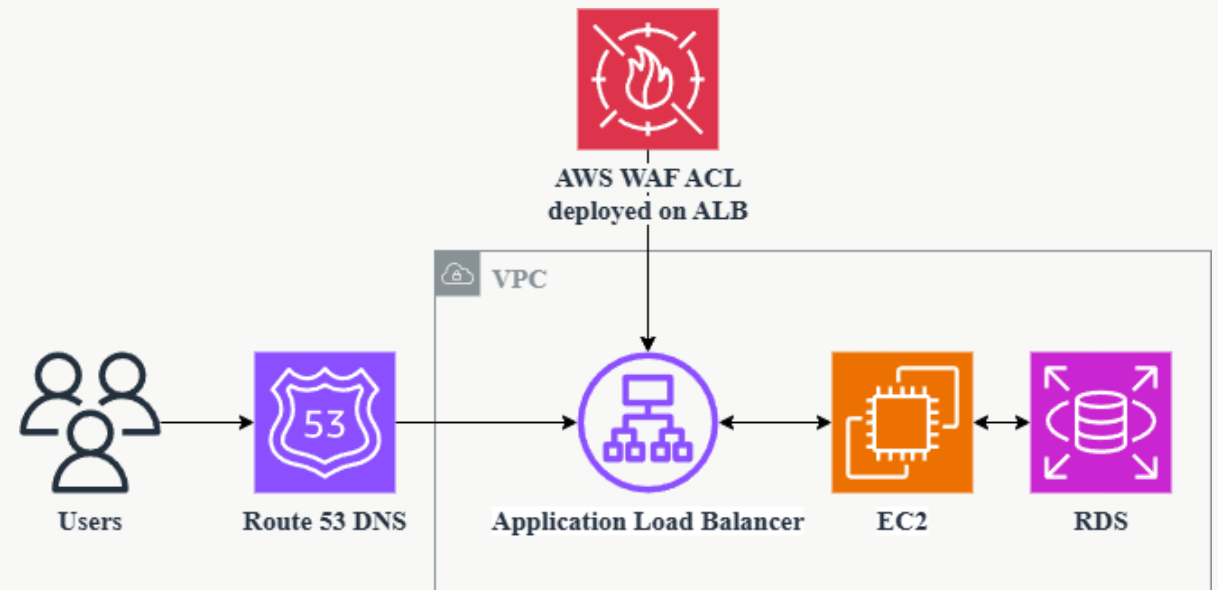 AWS WAF ACL
deployed on ALB
VPC
53
Users
Route 53 DNS
Application Load Balancer
EC2
RDS